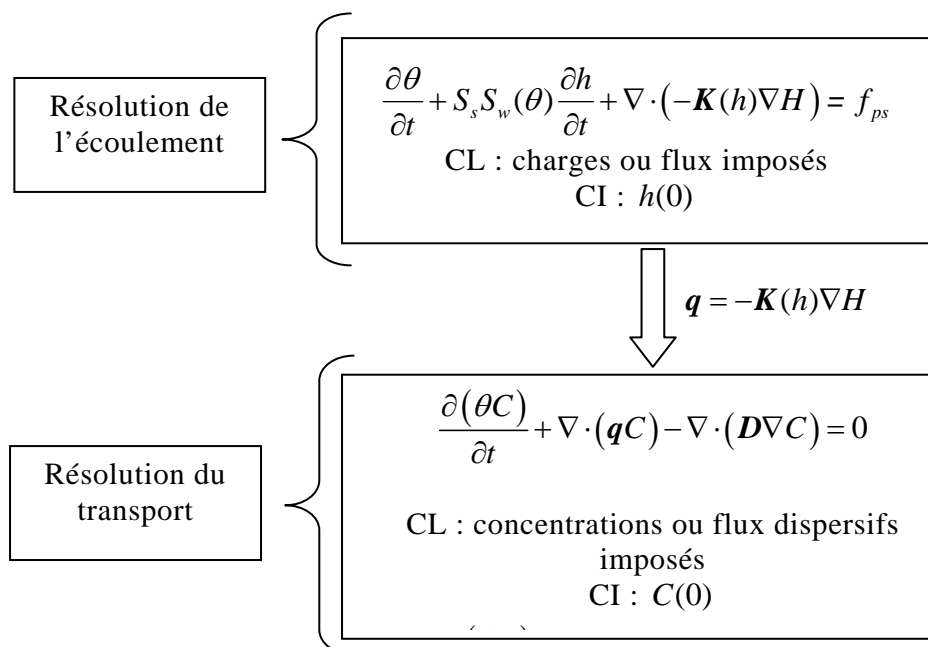 Résolution de
l'écoulement
∂θ/∂t + S_s S_w(θ) ∂h/∂t + ∇·(−K(h)∇H) = f_ps
CL : charges ou flux imposés
CI : h(0)
q = −K(h)∇H
Résolution du
transport
∂(θC)/∂t + ∇·(qC) − ∇·(D∇C) = 0
CL : concentrations ou flux dispersifs
imposés
CI : C(0)